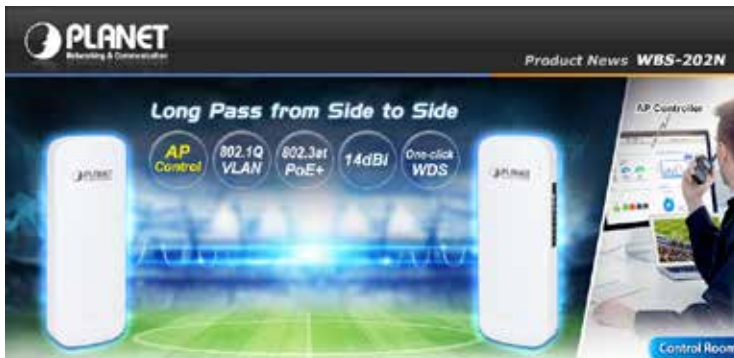 PLANET
Networking & Communication
Product News WBS-202N
Long Pass from Side to Side
AP Control
802.1Q VLAN
802.3at PoE+
14dBi
One-click WDS
AP Controller
PLANET
PLANET
Control Room